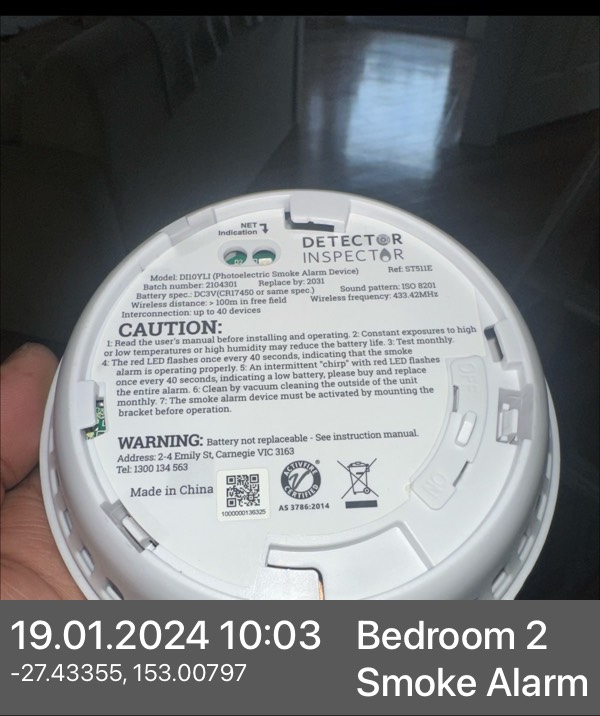 NET
Indication
DETECTOR
INSPECTOR
Model: DI10YLI (Photoelectric Smoke Alarm Device) Ref: ST511E
Batch number: 2104301 Replace by: 2031
Battery spec.: DC3V(CR17450 or same spec.) Sound pattern: ISO 8201
Wireless distance: > 100m in free field Wireless frequency: 433.42MHz
Interconnection: up to 40 devices
CAUTION:
1: Read the user's manual before installing and operating. 2: Constant exposures to high
or low temperatures or high humidity may reduce the battery life. 3: Test monthly.
4: The red LED flashes once every 40 seconds, indicating that the smoke
alarm is operating properly. 5: An intermittent "chirp" with red LED flashes
once every 40 seconds, indicating a low battery, please buy and replace
the entire alarm. 6: Clean by vacuum cleaning the outside of the unit
monthly. 7: The smoke alarm device must be activated by mounting the
bracket before operation.
OFF
ON
WARNING: Battery not replaceable - See instruction manual.
Address: 2-4 Emily St, Carnegie VIC 3163
Tel: 1300 134 563
Made in China
1000000136325
ACTIVFIRE
CERTIFIED
AS 3786:2014
19.01.2024 10:03
-27.43355, 153.00797
Bedroom 2
Smoke Alarm